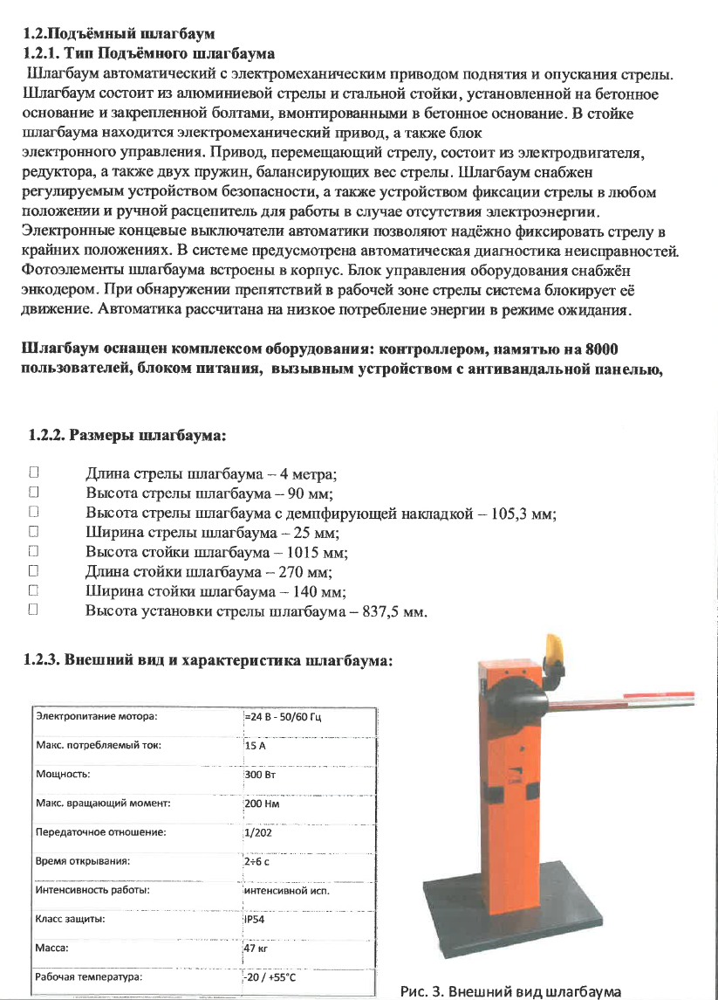 1.2.Подъёмный шлагбаум
1.2.1. Тип Подъёмного шлагбаума
Шлагбаум автоматический с электромеханическим приводом поднятия и опускания стрелы.
Шлагбаум состоит из алюминиевой стрелы и стальной стойки, установленной на бетонное
основание и закрепленной болтами, вмонтированными в бетонное основание. В стойке
шлагбаума находится электромеханический привод, а также блок
электронного управления. Привод, перемещающий стрелу, состоит из электродвигателя,
редуктора, а также двух пружин, балансирующих вес стрелы. Шлагбаум снабжен
регулируемым устройством безопасности, а также устройством фиксации стрелы в любом
положении и ручной расцепитель для работы в случае отсутствия электроэнергии.
Электронные концевые выключатели автоматики позволяют надёжно фиксировать стрелу в
крайних положениях. В системе предусмотрена автоматическая диагностика неисправностей.
Фотоэлементы шлагбаума встроены в корпус. Блок управления оборудования снабжён
энкодером. При обнаружении препятствий в рабочей зоне стрелы система блокирует её
движение. Автоматика рассчитана на низкое потребление энергии в режиме ожидания.
Шлагбаум оснащен комплексом оборудования: контроллером, памятью на 8000
пользователей, блоком питания, вызывным устройством с антивандальной панелью,
1.2.2. Размеры шлагбаума:
Длина стрелы шлагбаума – 4 метра;
Высота стрелы шлагбаума – 90 мм;
Высота стрелы шлагбаума с демпфирующей накладкой – 105,3 мм;
Ширина стрелы шлагбаума – 25 мм;
Высота стойки шлагбаума – 1015 мм;
Длина стойки шлагбаума – 270 мм;
Ширина стойки шлагбаума – 140 мм;
Высота установки стрелы шлагбаума – 837,5 мм.
1.2.3. Внешний вид и характеристика шлагбаума:
Электропитание мотора: =24 В - 50/60 Гц
Макс. потребляемый ток: 15 А
Мощность: 300 Вт
Макс. вращающий момент: 200 Нм
Передаточное отношение: 1/202
Время открывания: 2÷6 с
Интенсивность работы: интенсивной исп.
Класс защиты: IP54
Масса: 47 кг
Рабочая температура: -20 / +55°C
Рис. 3. Внешний вид шлагбаума